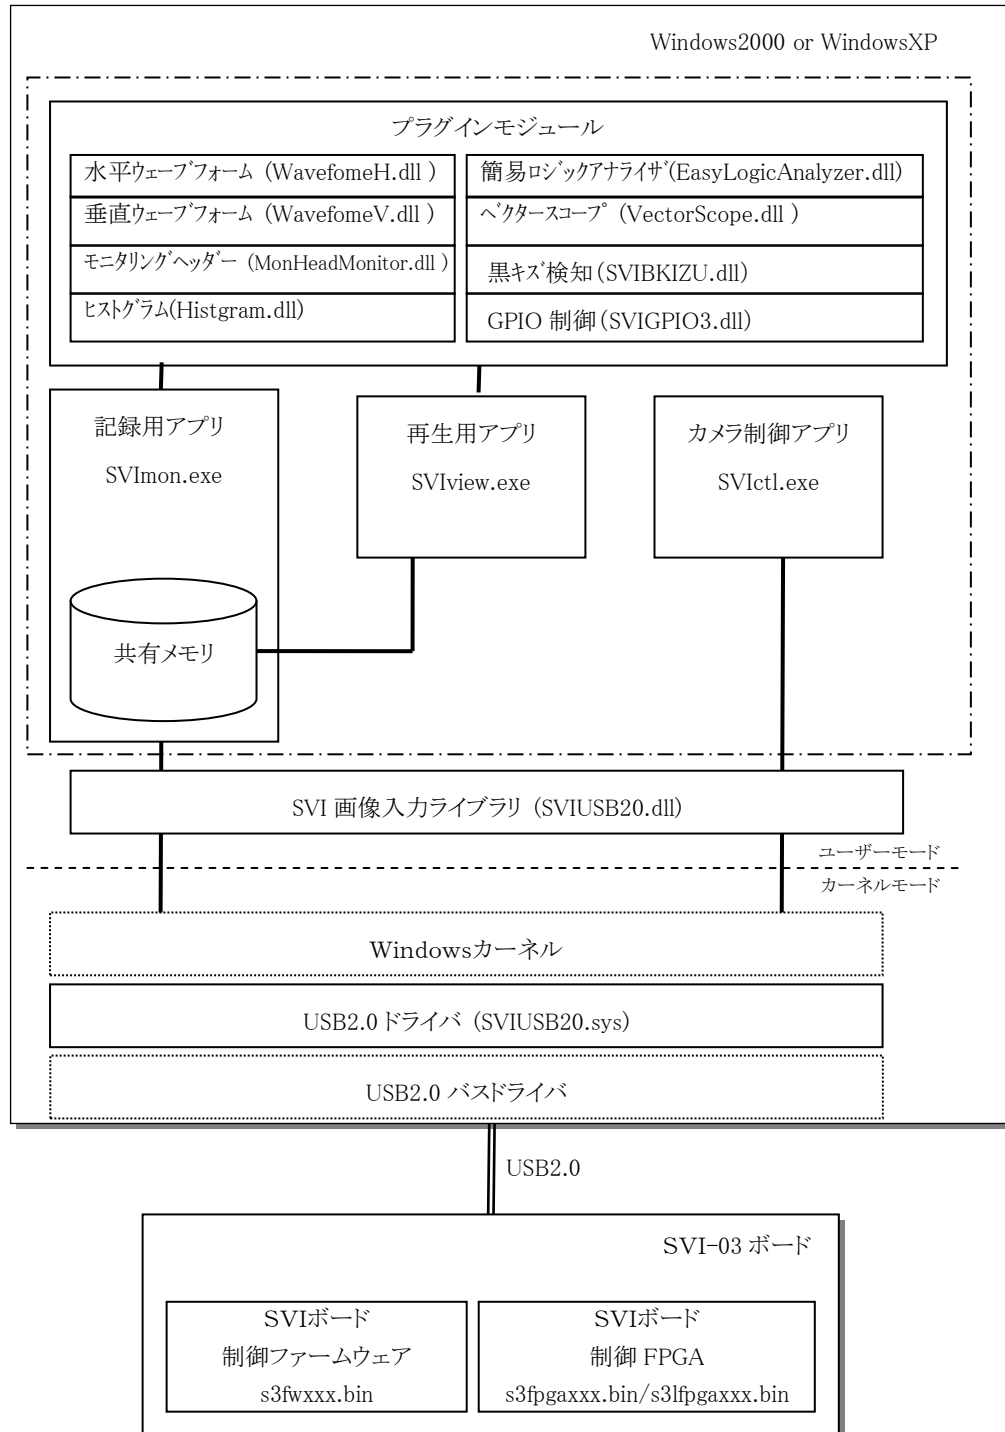 Windows2000 or WindowsXP
プラグインモジュール
水平ウェーブフォーム (WavefomeH.dll )
垂直ウェーブフォーム (WavefomeV.dll )
モニタリングヘッダー (MonHeadMonitor.dll )
ヒストグラム(Histgram.dll)
簡易ロジックアナライザ(EasyLogicAnalyzer.dll)
ベクタースコープ (VectorScope.dll )
黒キズ検知(SVIBKIZU.dll)
GPIO 制御(SVIGPIO3.dll)
記録用アプリ
SVImon.exe
再生用アプリ
SVIview.exe
カメラ制御アプリ
SVIctl.exe
共有メモリ
SVI 画像入力ライブラリ (SVIUSB20.dll)
ユーザーモード
カーネルモード
Windowsカーネル
USB2.0 ドライバ (SVIUSB20.sys)
USB2.0 バスドライバ
USB2.0
SVI-03 ボード
SVIボード
制御ファームウェア
s3fwxxx.bin
SVIボード
制御 FPGA
s3fpgaxxx.bin/s3lfpgaxxx.bin